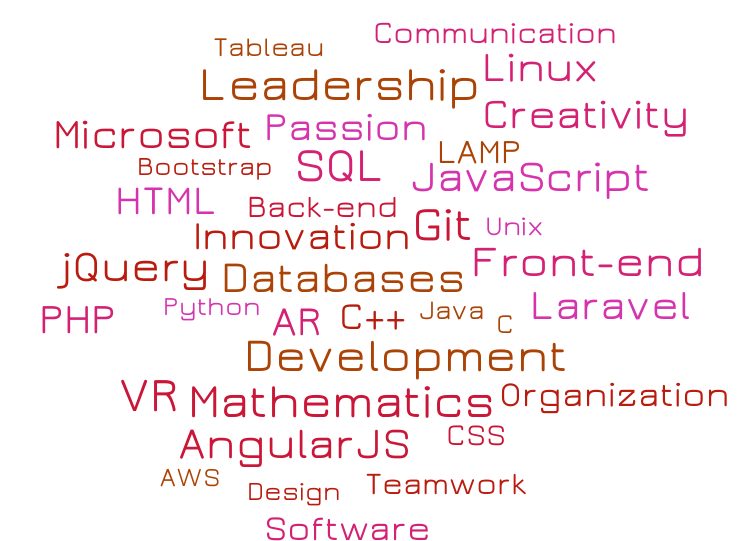 Communication
Tableau
Linux
Leadership
Creativity
Microsoft
Passion
LAMP
Bootstrap
SQL
JavaScript
HTML
Back-end
Git
Unix
Innovation
Front-end
jQuery
Databases
Python
Laravel
PHP
AR
C++
Java
C
Development
VR
Mathematics
Organization
AngularJS
CSS
AWS
Design
Teamwork
Software